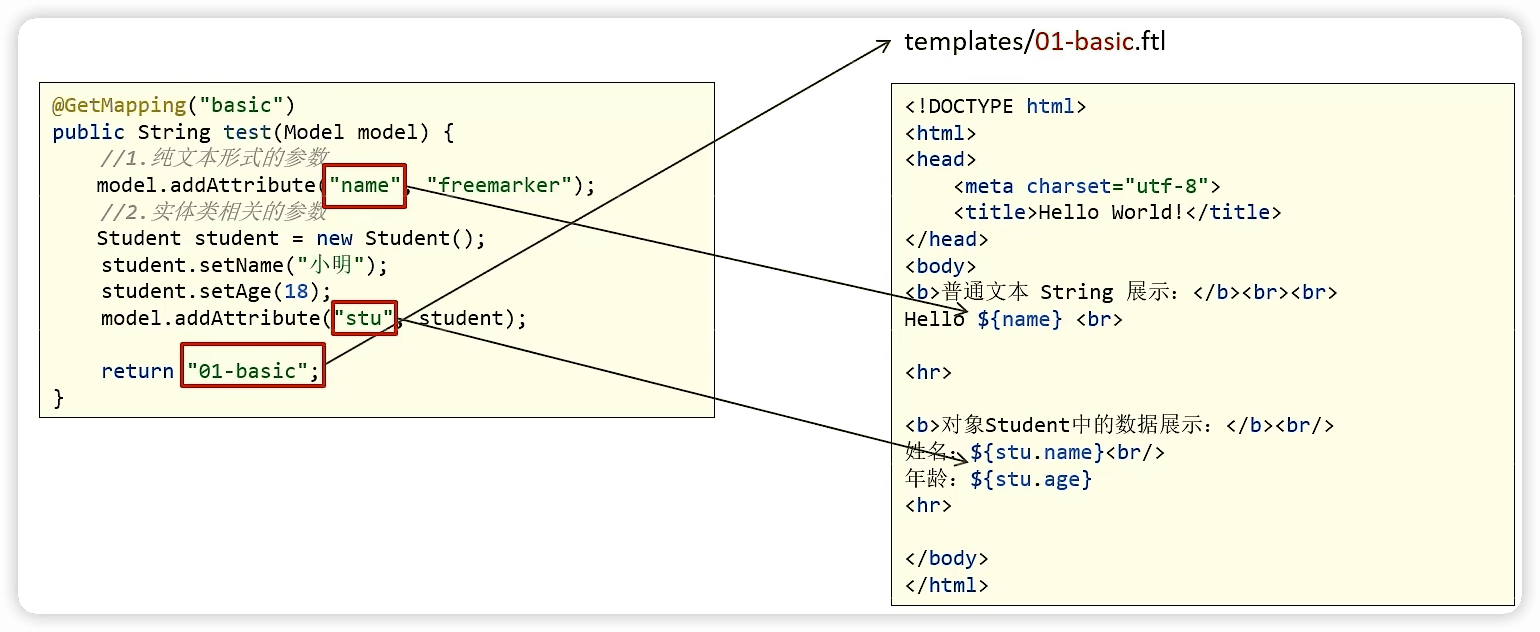 templates/01-basic.ftl
@GetMapping("basic")
public String test(Model model) {
//1.纯文本形式的参数
model.addAttribute("name", "freemarker");
//2.实体类相关的参数
Student student = new Student();
student.setName("小明");
student.setAge(18);
model.addAttribute("stu", student);
return "01-basic";
}
<!DOCTYPE html>
<html>
<head>
<meta charset="utf-8">
<title>Hello World!</title>
</head>
<body>
<b>普通文本 String 展示：</b><br><br>
Hello ${name} <br>
<hr>
<b>对象Student中的数据展示：</b><br/>
姓名：${stu.name}<br/>
年龄：${stu.age}
<hr>
</body>
</html>